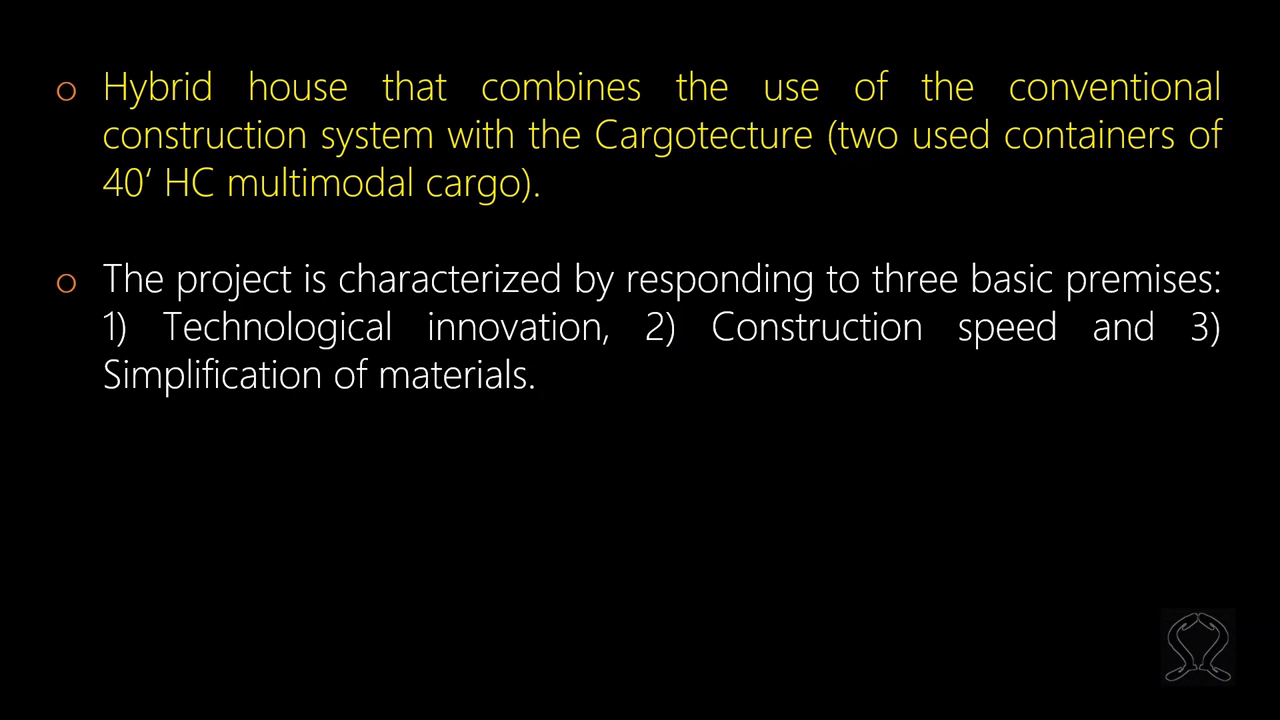 o Hybrid house that combines the use of the conventional
construction system with the Cargotecture (two used containers of
40‘ HC multimodal cargo).
o The project is characterized by responding to three basic premises:
1) Technological innovation, 2) Construction speed and 3)
Simplification of materials.